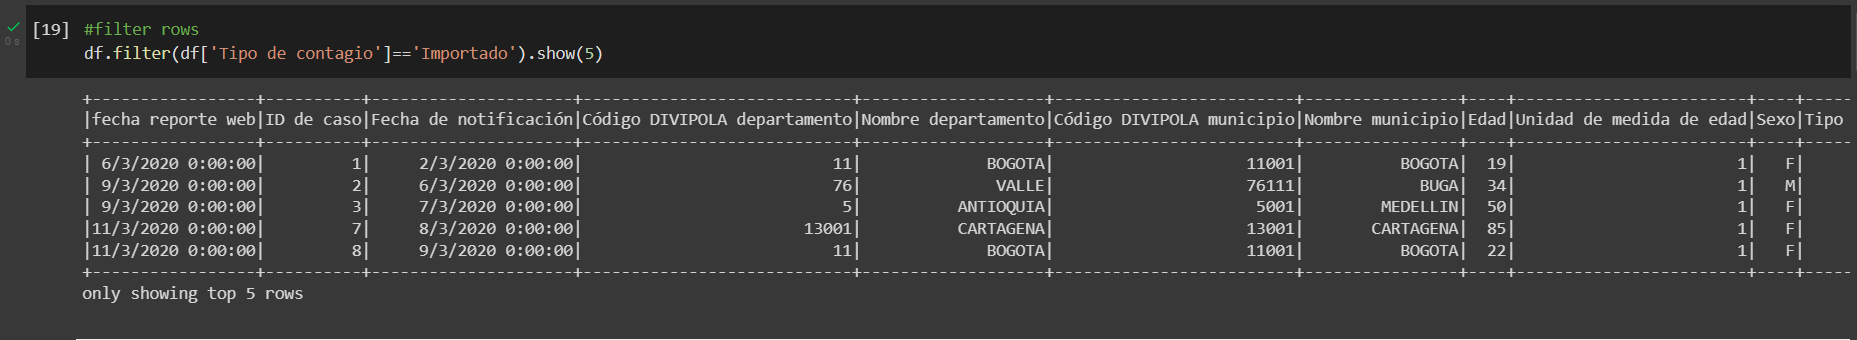 [19] #filter rows
0 s
df.filter(df['Tipo de contagio']=='Importado').show(5)
+-----------------+----------+--------------------+----------------------------+-------------------+-------------------------+----------------+----+------------------------+----+-----
|fecha reporte web|ID de caso|Fecha de notificación|Código DIVIPOLA departamento|Nombre departamento|Código DIVIPOLA municipio|Nombre municipio|Edad|Unidad de medida de edad|Sexo|Tipo
+-----------------+----------+--------------------+----------------------------+-------------------+-------------------------+----------------+----+------------------------+----+-----
| 6/3/2020 0:00:00|         1|    2/3/2020 0:00:00|                          11|             BOGOTA|                    11001|          BOGOTA|  19|                       1|   F|
| 9/3/2020 0:00:00|         2|    6/3/2020 0:00:00|                          76|              VALLE|                    76111|            BUGA|  34|                       1|   M|
| 9/3/2020 0:00:00|         3|    7/3/2020 0:00:00|                           5|          ANTIOQUIA|                     5001|        MEDELLIN|  50|                       1|   F|
|11/3/2020 0:00:00|         7|    8/3/2020 0:00:00|                       13001|          CARTAGENA|                    13001|       CARTAGENA|  85|                       1|   F|
|11/3/2020 0:00:00|         8|    9/3/2020 0:00:00|                          11|             BOGOTA|                    11001|          BOGOTA|  22|                       1|   F|
+-----------------+----------+--------------------+----------------------------+-------------------+-------------------------+----------------+----+------------------------+----+-----
only showing top 5 rows